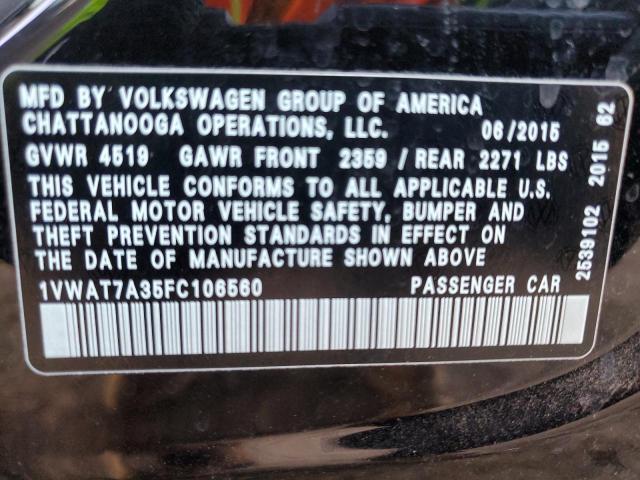 MFD BY VOLKSWAGEN GROUP OF AMERICA
CHATTANOOGA OPERATIONS, LLC. 06/2015
GVWR 4519 GAWR FRONT 2359 / REAR 2271 LBS
THIS VEHICLE CONFORMS TO ALL APPLICABLE U.S.
FEDERAL MOTOR VEHICLE SAFETY, BUMPER AND
THEFT PREVENTION STANDARDS IN EFFECT ON
THE DATE OF MANUFACTURE SHOWN ABOVE
1VWAT7A35FC106560 PASSENGER CAR
2539102 2015 62